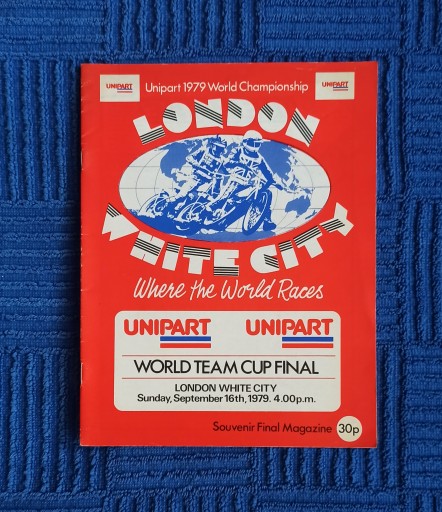 UNIPART
Unipart 1979 World Championship
UNIPART
LONDON
WHITE CITY
Where the World Races
UNIPART UNIPART
WORLD TEAM CUP FINAL
LONDON WHITE CITY
Sunday, September 16th, 1979. 4.00p.m.
Souvenir Final Magazine 30p